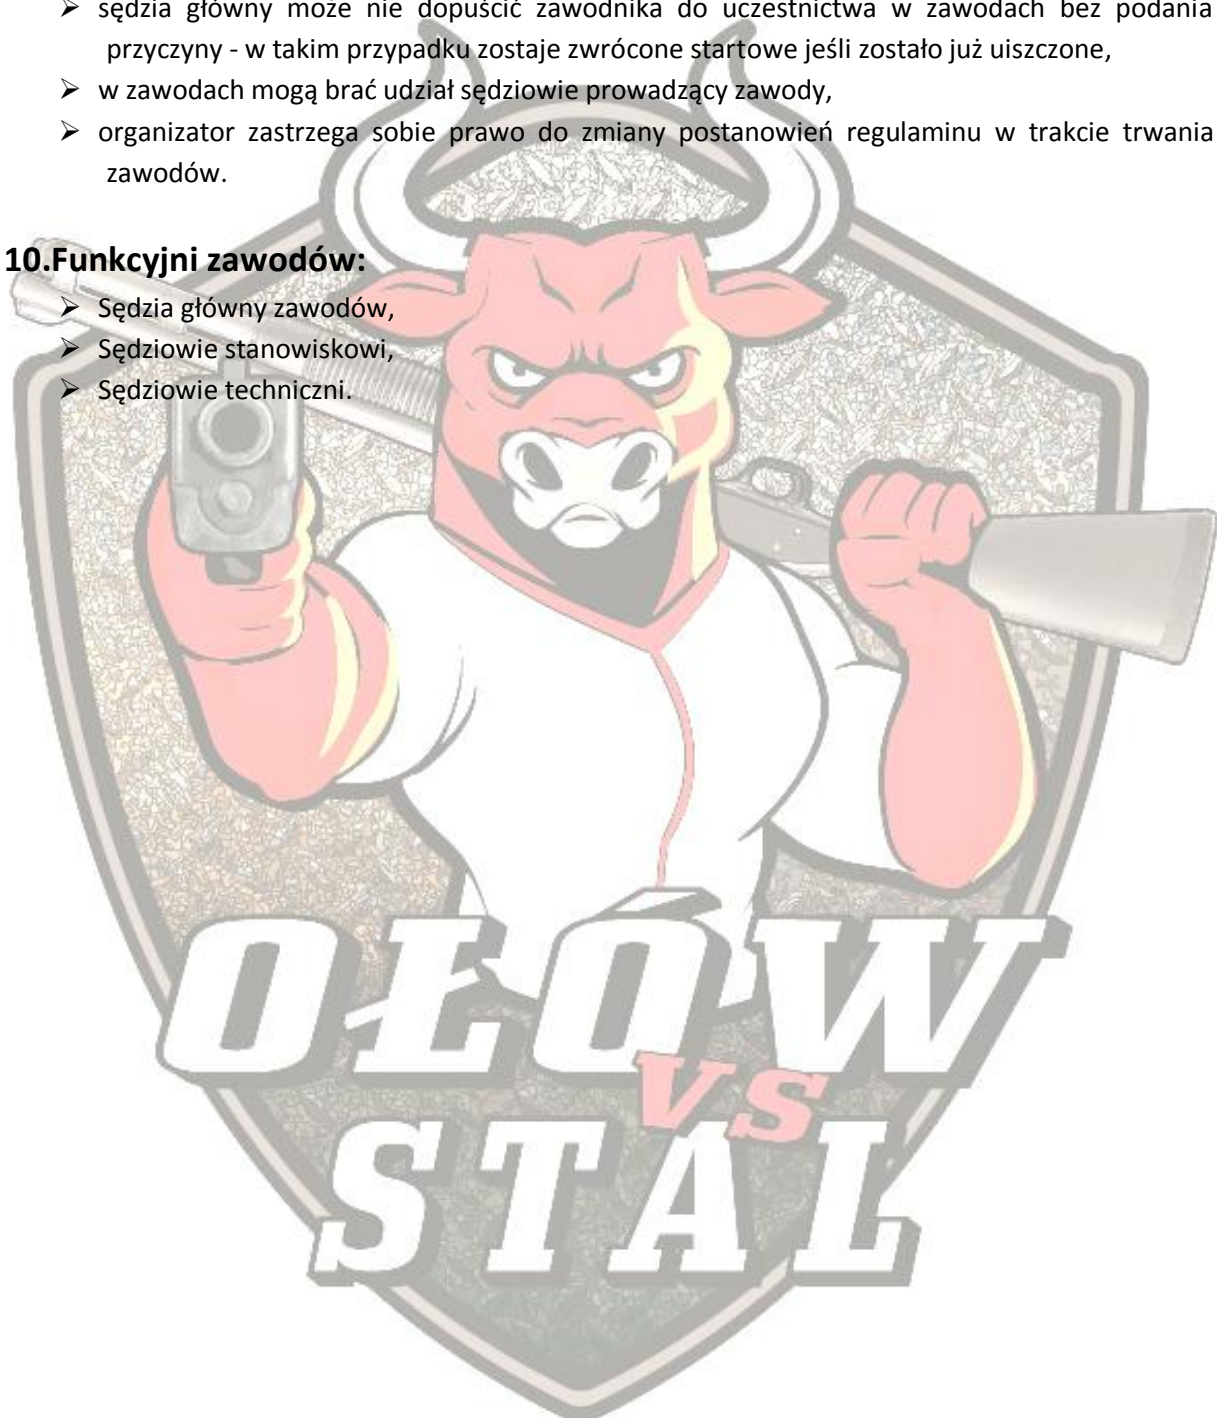 ➢ sędzia główny może nie dopuścić zawodnika do uczestnictwa w zawodach bez podania
przyczyny - w takim przypadku zostaje zwrócone startowe jeśli zostało już uiszczone,
➢ w zawodach mogą brać udział sędziowie prowadzący zawody,
➢ organizator zastrzega sobie prawo do zmiany postanowień regulaminu w trakcie trwania
zawodów.
10.Funkcyjni zawodów:
➢ Sędzia główny zawodów,
➢ Sędziowie stanowiskowi,
➢ Sędziowie techniczni.
OŁÓW
VS
STAL